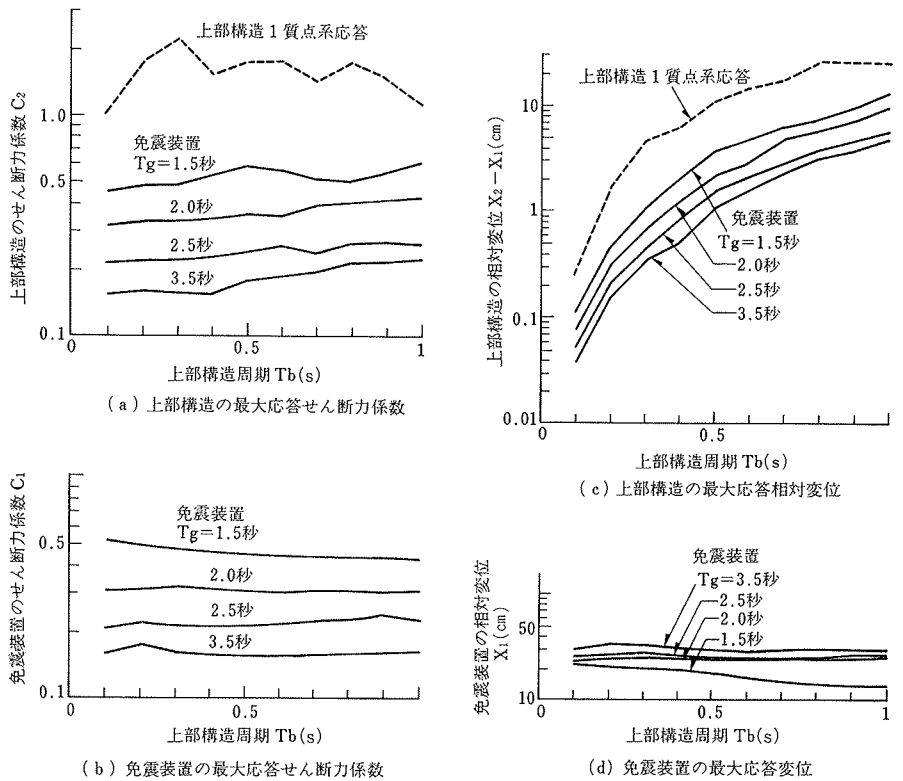 上部構造のせん断力係数 C₂
上部構造1質点系応答
1.0
0.5
0.1
免震装置
Tg=1.5秒
2.0秒
2.5秒
3.5秒
0
0.5
1
上部構造周期 Tb(s)
(a) 上部構造の最大応答せん断力係数
上部構造の相対変位 X₂−X₁(cm)
上部構造1質点系応答
10
1
0.1
0.01
免震装置
Tg=1.5秒
2.0秒
2.5秒
3.5秒
0
0.5
1
上部構造周期 Tb(s)
(c) 上部構造の最大応答相対変位
免震装置のせん断力係数 C₁
0.5
0.1
免震装置
Tg=1.5秒
2.0秒
2.5秒
3.5秒
0
0.5
1
上部構造周期 Tb(s)
(b) 免震装置の最大応答せん断力係数
免震装置の相対変位
X₁(cm)
50
10
免震装置
Tg=3.5秒
2.5秒
2.0秒
1.5秒
0
0.5
1
上部構造周期 Tb(s)
(d) 免震装置の最大応答変位